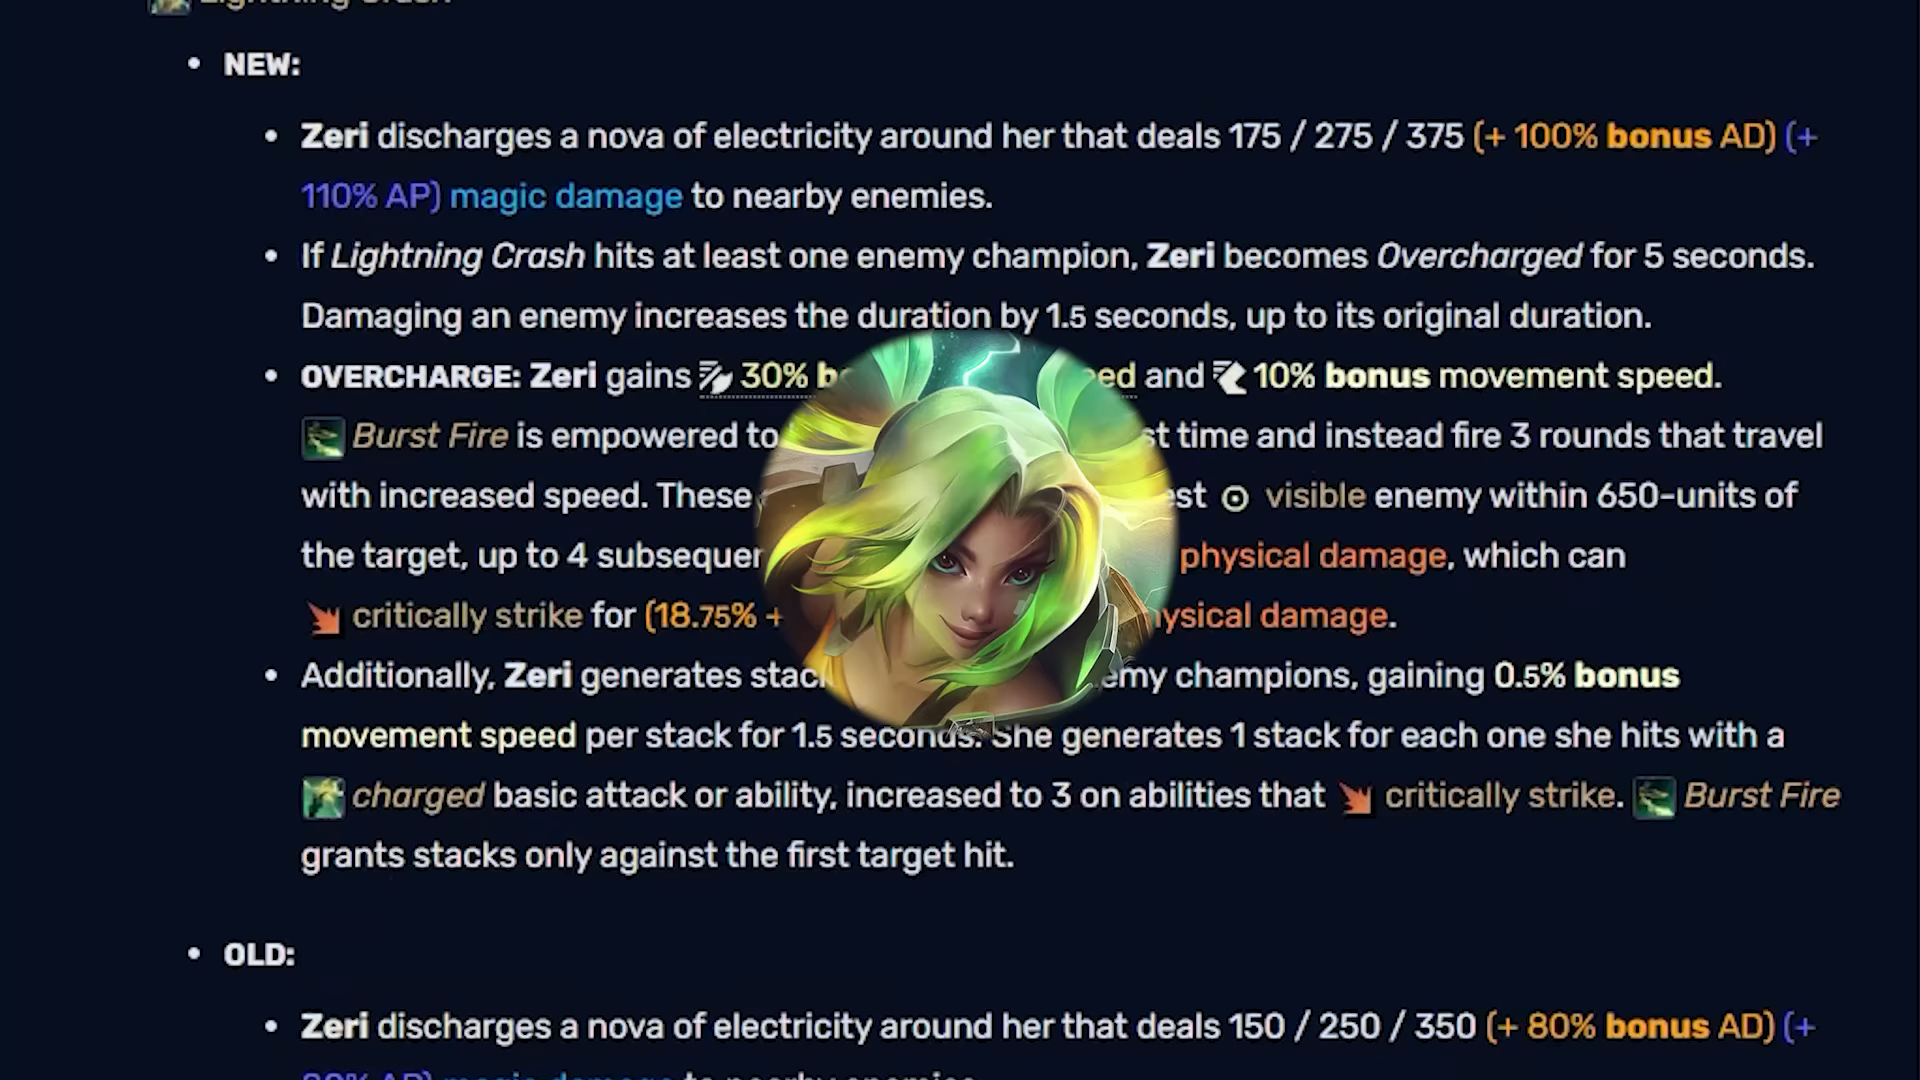 Lightning Crash
• NEW:
• Zeri discharges a nova of electricity around her that deals 175 / 275 / 375 (+ 100% bonus AD) (+
110% AP) magic damage to nearby enemies.
• If Lightning Crash hits at least one enemy champion, Zeri becomes Overcharged for 5 seconds.
Damaging an enemy increases the duration by 1.5 seconds, up to its original duration.
• OVERCHARGE: Zeri gains 30% and 10% bonus movement speed.
Burst Fire is empowered to time and instead fire 3 rounds that travel
with increased speed. These visible enemy within 650-units of
the target, up to 4 physical damage, which can
critically strike for (18.75% + damage.
• Additionally, Zeri generates champions, gaining 0.5% bonus
movement speed per stack for 1.5 seconds. She generates 1 stack for each one she hits with a
charged basic attack or ability, increased to 3 on abilities that critically strike. Burst Fire
grants stacks only against the first target hit.
• OLD:
• Zeri discharges a nova of electricity around her that deals 150 / 250 / 350 (+ 80% bonus AD) (+
AP) magic damage to nearby enemies.